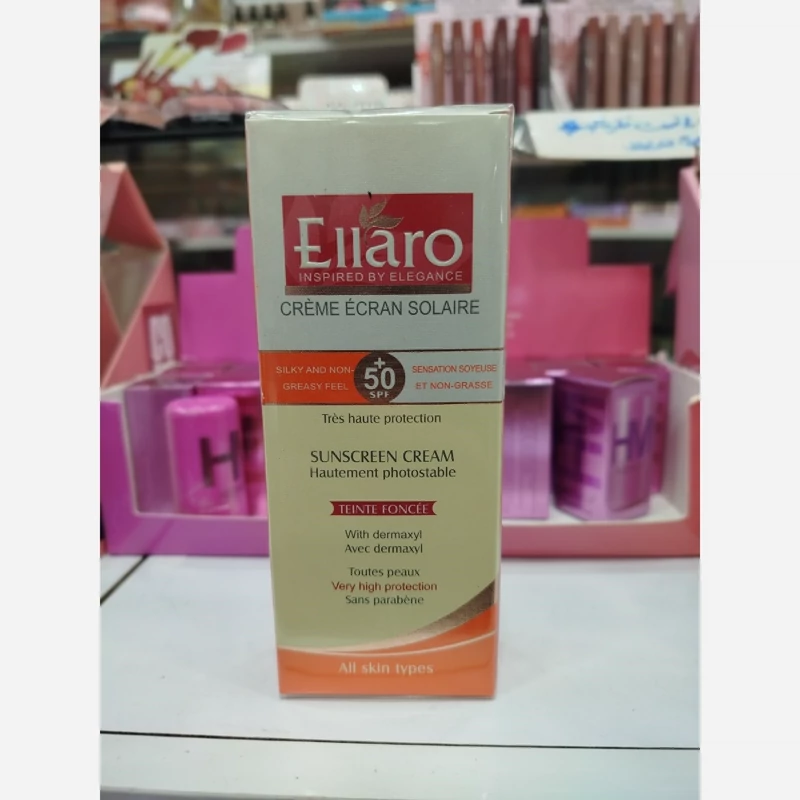 Ellaro
INSPIRED BY ELEGANCE
CRÈME ÉCRAN SOLAIRE
SILKY AND NON-
GREASY FEEL
+
50
SPF
SENSATION SOYEUSE
ET NON-GRASSE
Très haute protection
SUNSCREEN CREAM
Hautement photostable
TEINTE FONCÉE
With dermaxyl
Avec dermaxyl
Toutes peaux
Very high protection
Sans parabène
All skin types
H
HM